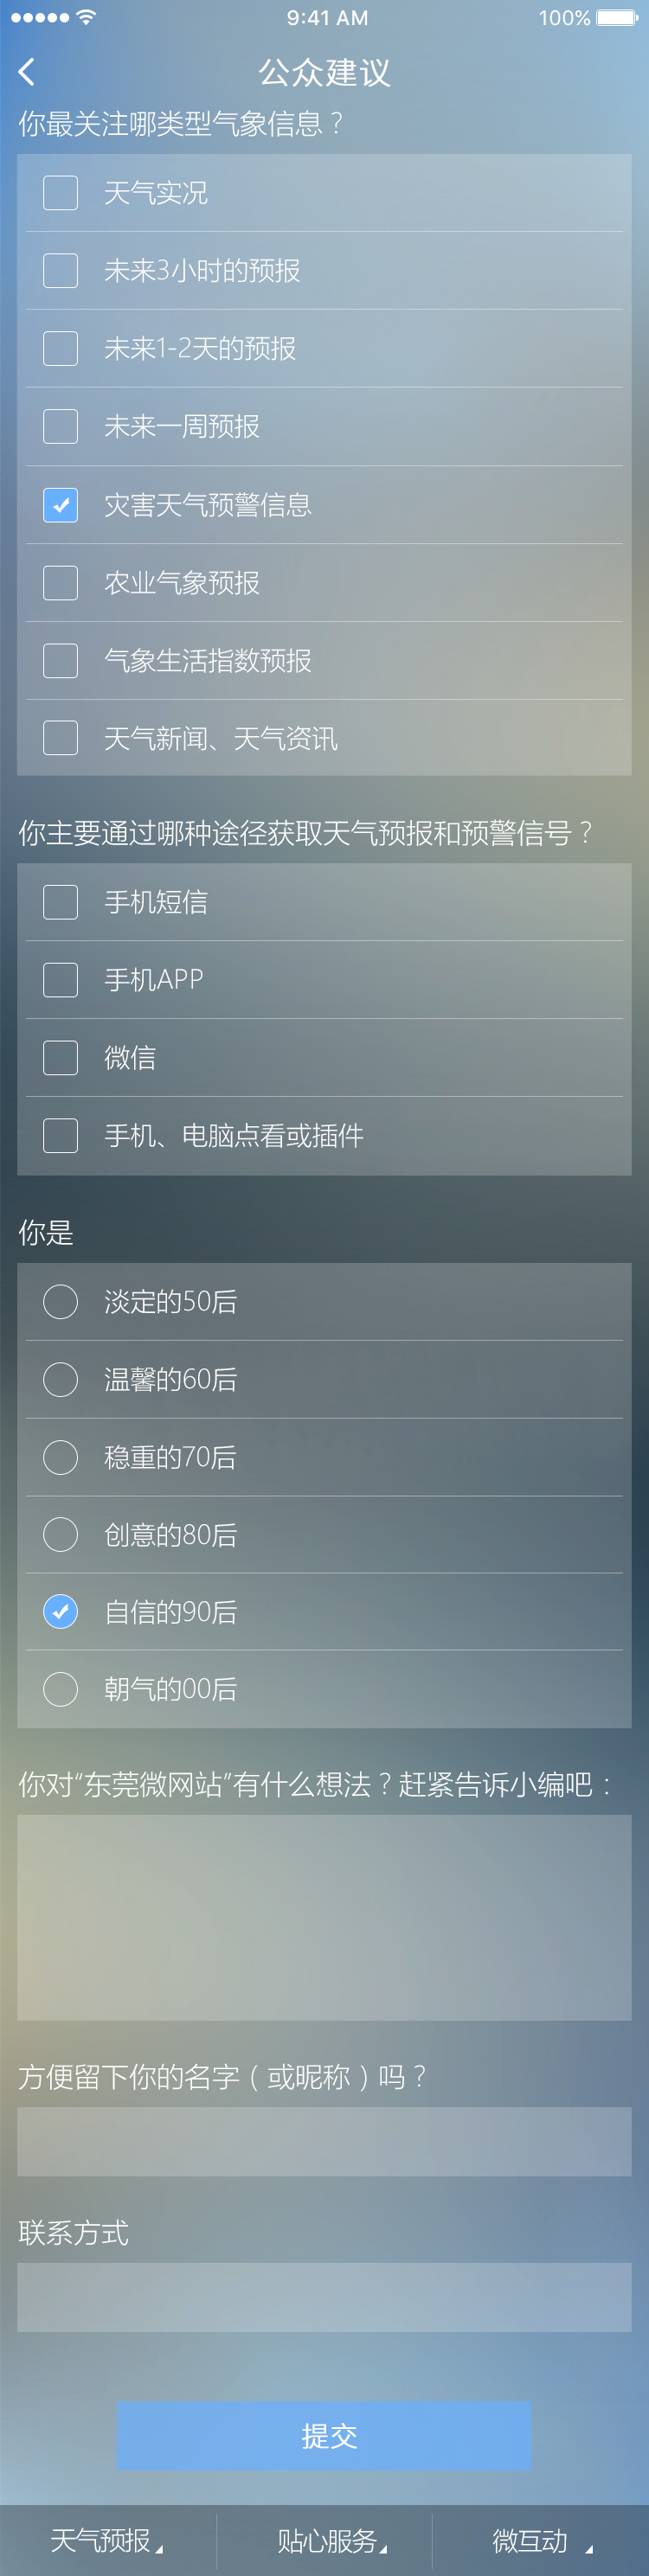 9:41 AM
100%
公众建议
你最关注哪类型气象信息？
天气实况
未来3小时的预报
未来1-2天的预报
未来一周预报
灾害天气预警信息
农业气象预报
气象生活指数预报
天气新闻、天气资讯
你主要通过哪种途径获取天气预报和预警信号？
手机短信
手机APP
微信
手机、电脑点看或插件
你是
淡定的50后
温馨的60后
稳重的70后
创意的80后
自信的90后
朝气的00后
你对“东莞微网站”有什么想法？赶紧告诉小编吧：
方便留下你的名字（或昵称）吗？
联系方式
提交
天气预报
贴心服务
微互动